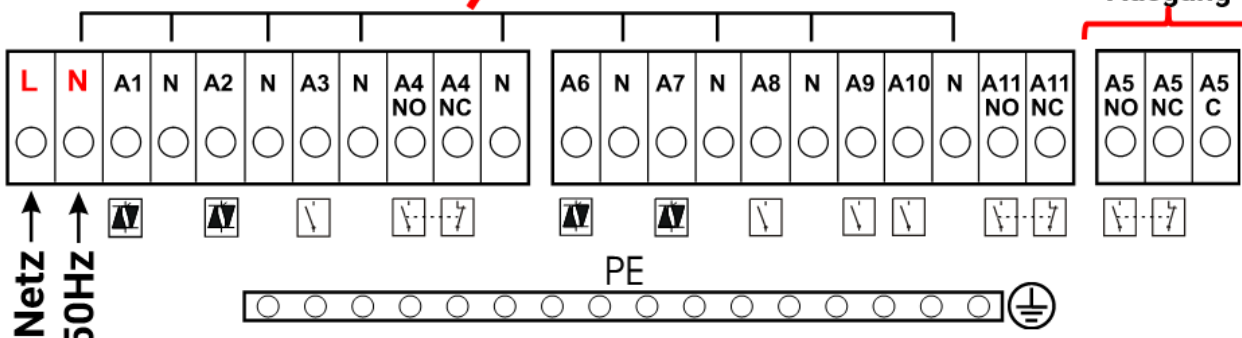 L N A1 N A2 N A3 N A4 A4 N A6 N A7 N A8 N A9 A10 N A11 A11 A5 A5 A5
NO NC NO NC NO NC C
PE
Netz
50Hz